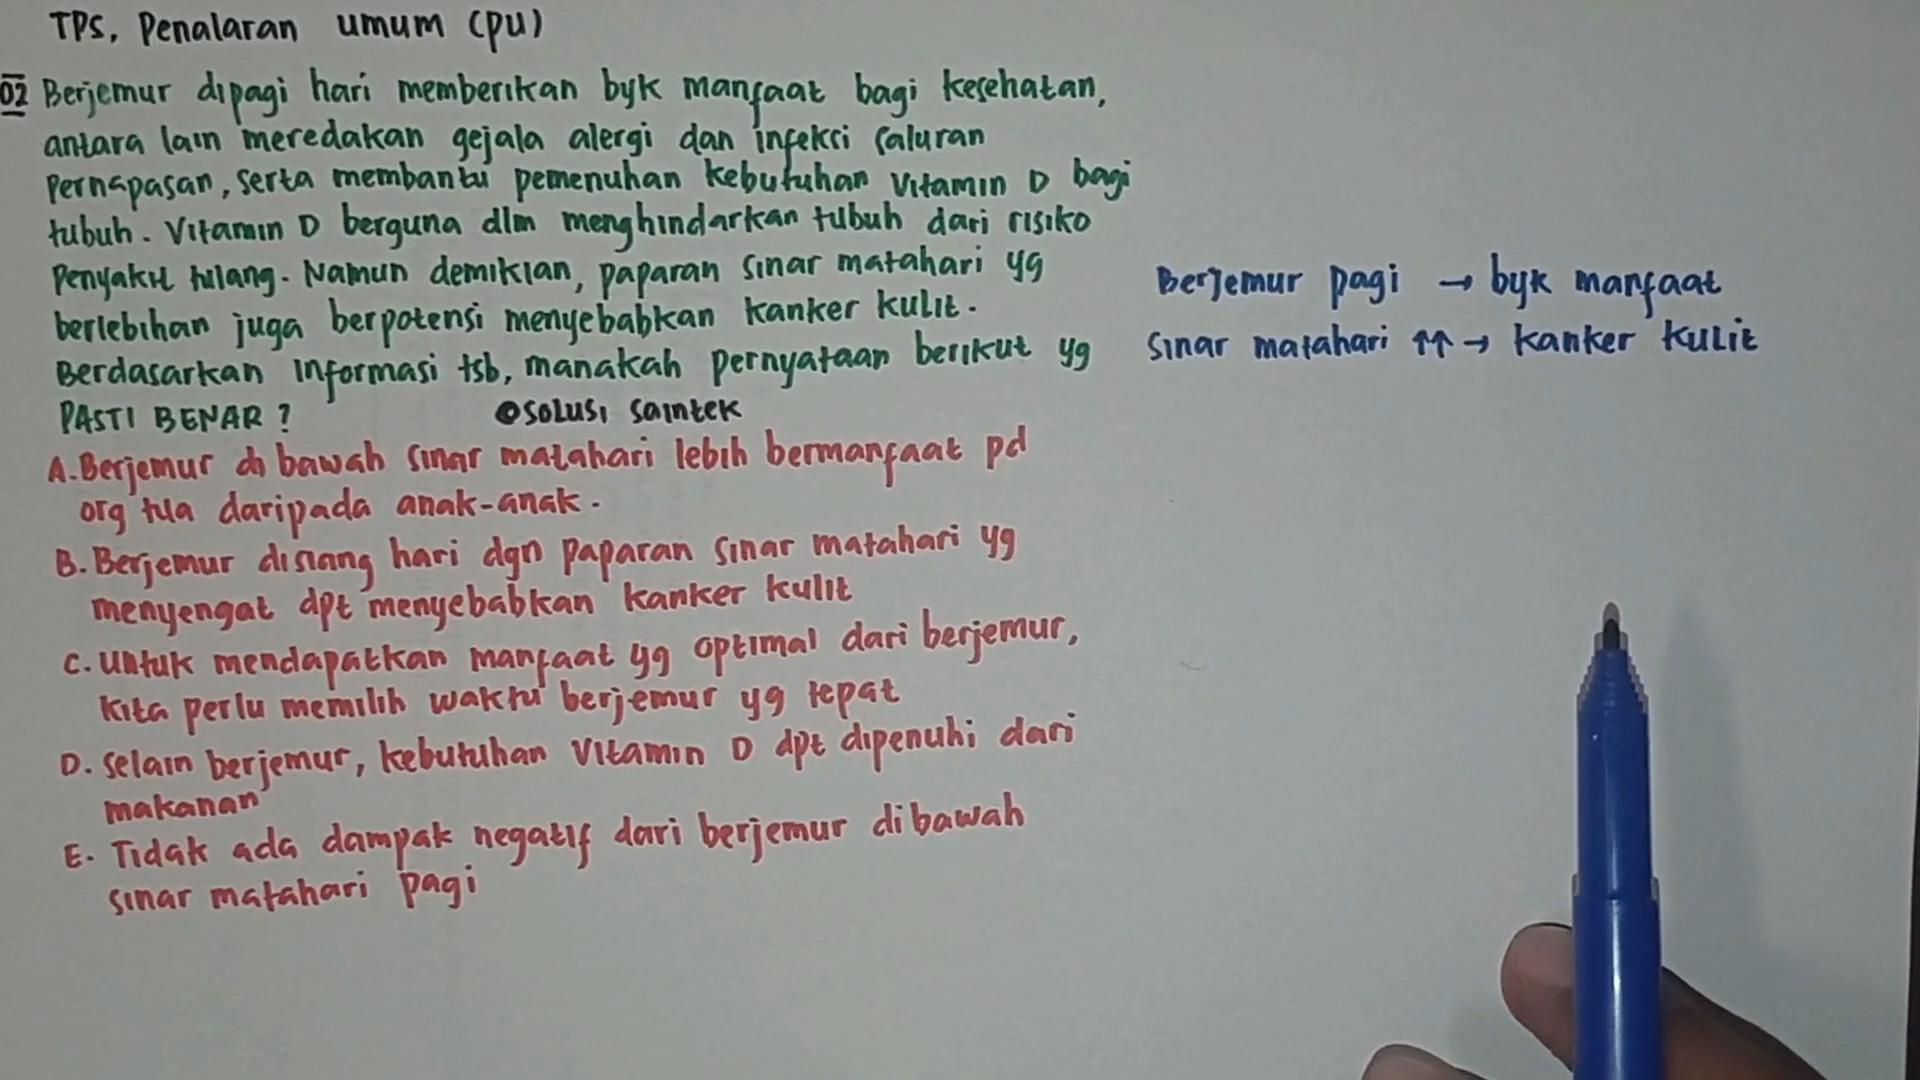 TPS, Penalaran umum (PU)
02 Berjemur dipagi hari memberikan byk manfaat bagi kesehatan,
antara lain meredakan gejala alergi dan infeksi saluran
Pernapasan, serta membantu pemenuhan kebutuhan Vitamin D bagi
tubuh. Vitamin D berguna dlm menghindarkan tubuh dari risiko
Penyakit tulang. Namun demikian, paparan sinar matahari yg
berlebihan juga berpotensi menyebabkan kanker kulit.
Berdasarkan informasi tsb, manakah pernyataan berikut yg
PASTI BENAR?
@solusi saintek
A. Berjemur di bawah sinar matahari lebih bermanfaat pd
org tua daripada anak-anak.
B. Berjemur disiang hari dgn paparan sinar matahari yg
menyengat dpt menyebabkan kanker kulit
C. Untuk mendapatkan manfaat yg optimal dari berjemur,
kita perlu memilih waktu berjemur yg tepat
D. Selain berjemur, kebutuhan Vitamin D dpt dipenuhi dari
makanan
E. Tidak ada dampak negatif dari berjemur dibawah
sinar matahari pagi
Berjemur pagi → byk manfaat
Sinar matahari ↑↑ → kanker kulit